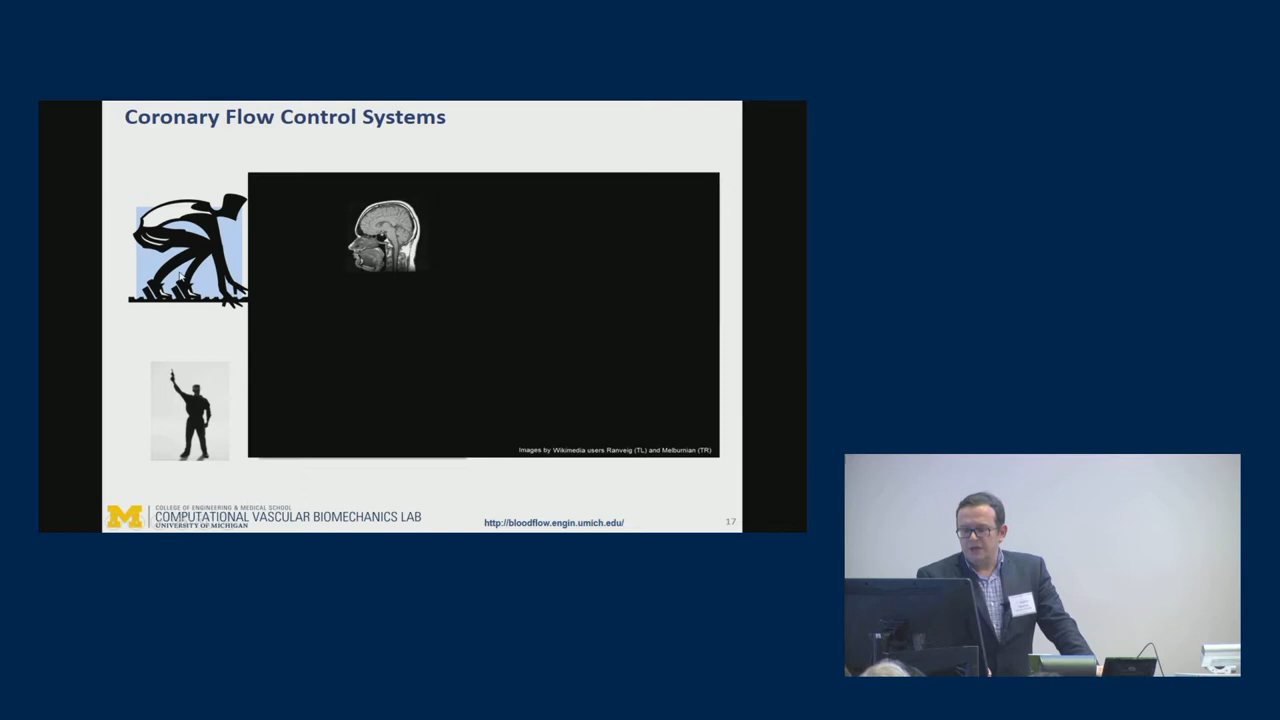 Coronary Flow Control Systems
Images by Wikimedia users Ranveig (TL) and Melburnian (TR)
M
COLLEGE OF ENGINEERING & MEDICAL SCHOOL
COMPUTATIONAL VASCULAR BIOMECHANICS LAB
UNIVERSITY OF MICHIGAN
http://bloodflow.engin.umich.edu/
17